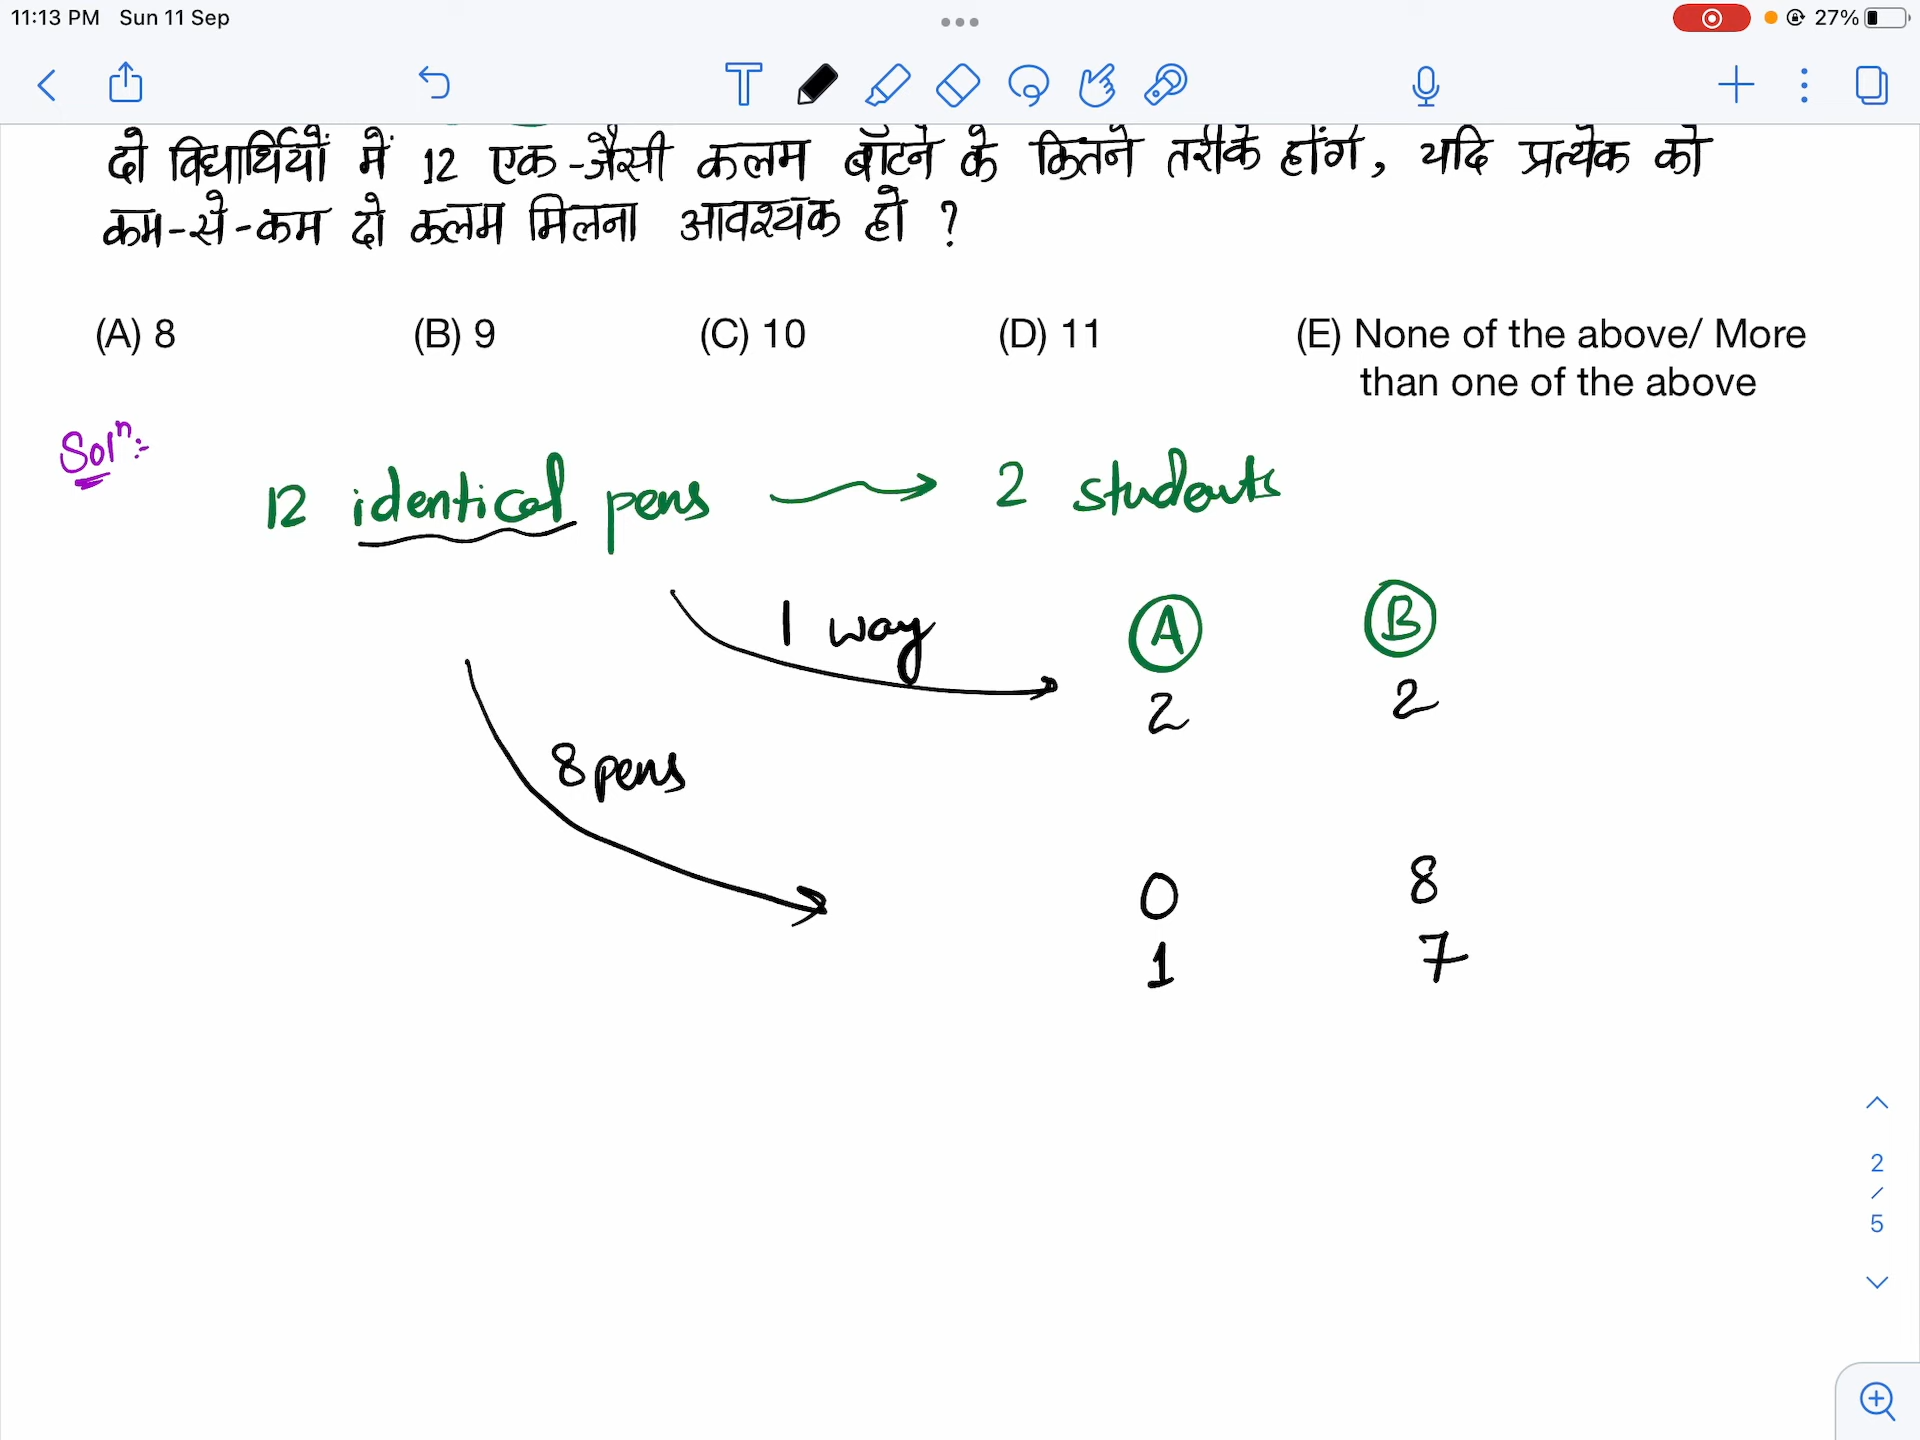 11:13 PM Sun 11 Sep
27%
दो विद्यार्थियों में 12 एक-जैसी कलम बाँटने के कितने तरीके होंगे, यदि प्रत्येक को
कम-से-कम दो कलम मिलना आवश्यक हो ?
(A) 8 (B) 9 (C) 10 (D) 11 (E) None of the above/ More
than one of the above
Solⁿ:-
12 identical pens → 2 students
1 way A B
2 2
8 pens
0 8
1 7
2
/
5